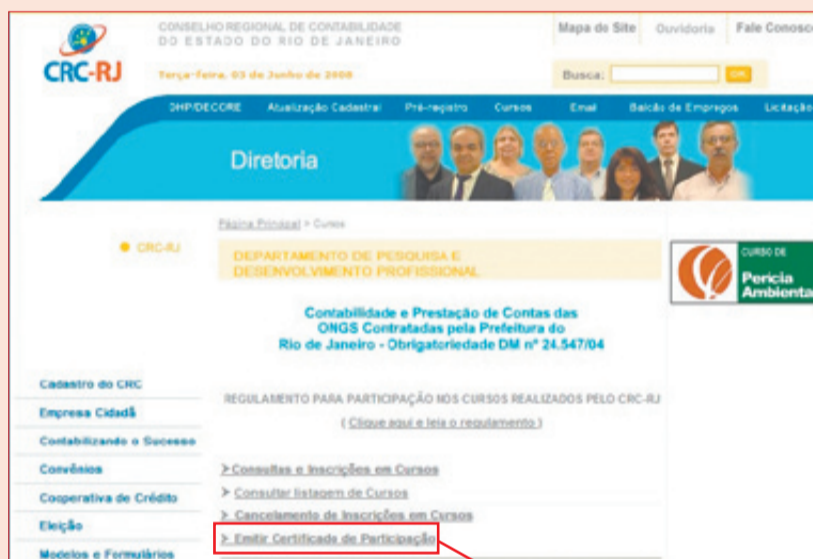 CONSELHO REGIONAL DE CONTABILIDADE
DO ESTADO DO RIO DE JANEIRO
Mapa do Site
Ouvidoria
Fale Conosco
CRC-RJ
Terça-feira, 03 de Junho de 2008
Busca:
OK
DHP/DECORE
Atualização Cadastral
Pré-registro
Cursos
Email
Balcão de Empregos
Licitação
Diretoria
Página Principal > Cursos
CRC-RJ
DEPARTAMENTO DE PESQUISA E
DESENVOLVIMENTO PROFISSIONAL
CURSO DE
Perícia
Ambienta
Contabilidade e Prestação de Contas das
ONGS Contratadas pela Prefeitura do
Rio de Janeiro - Obrigatoriedade DM nº 24.547/04
Cadastro do CRC
Empresa Cidadã
Contabilizando o Sucesso
Convênios
Cooperativa de Crédito
Eleição
Modelos e Formulários
REGULAMENTO PARA PARTICIPAÇÃO NOS CURSOS REALIZADOS PELO CRC-RJ
( Clique aqui e leia o regulamento )
> Consultas e Inscrições em Cursos
> Consultar listagem de Cursos
> Cancelamento de Inscrições em Cursos
> Emitir Certificado de Participação